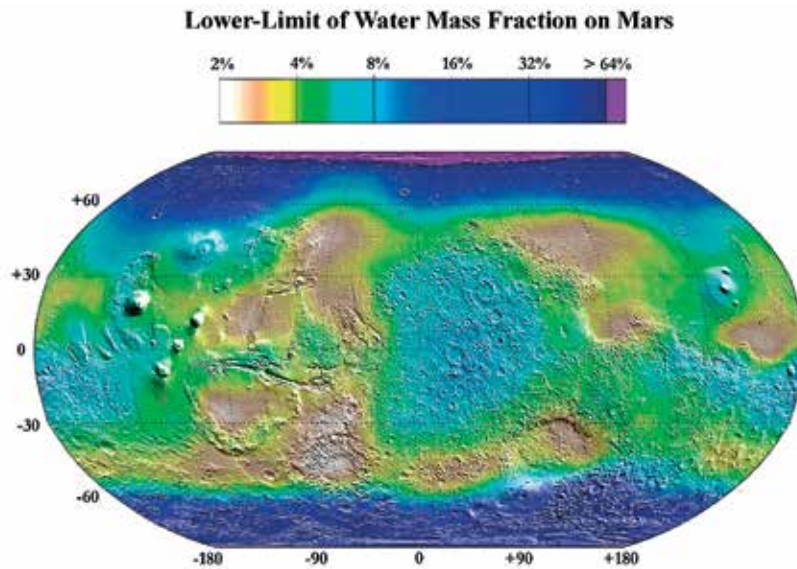 Lower-Limit of Water Mass Fraction on Mars
2% 4% 8% 16% 32% > 64%
+60
+30
0
-30
-60
-180 -90 0 +90 +180